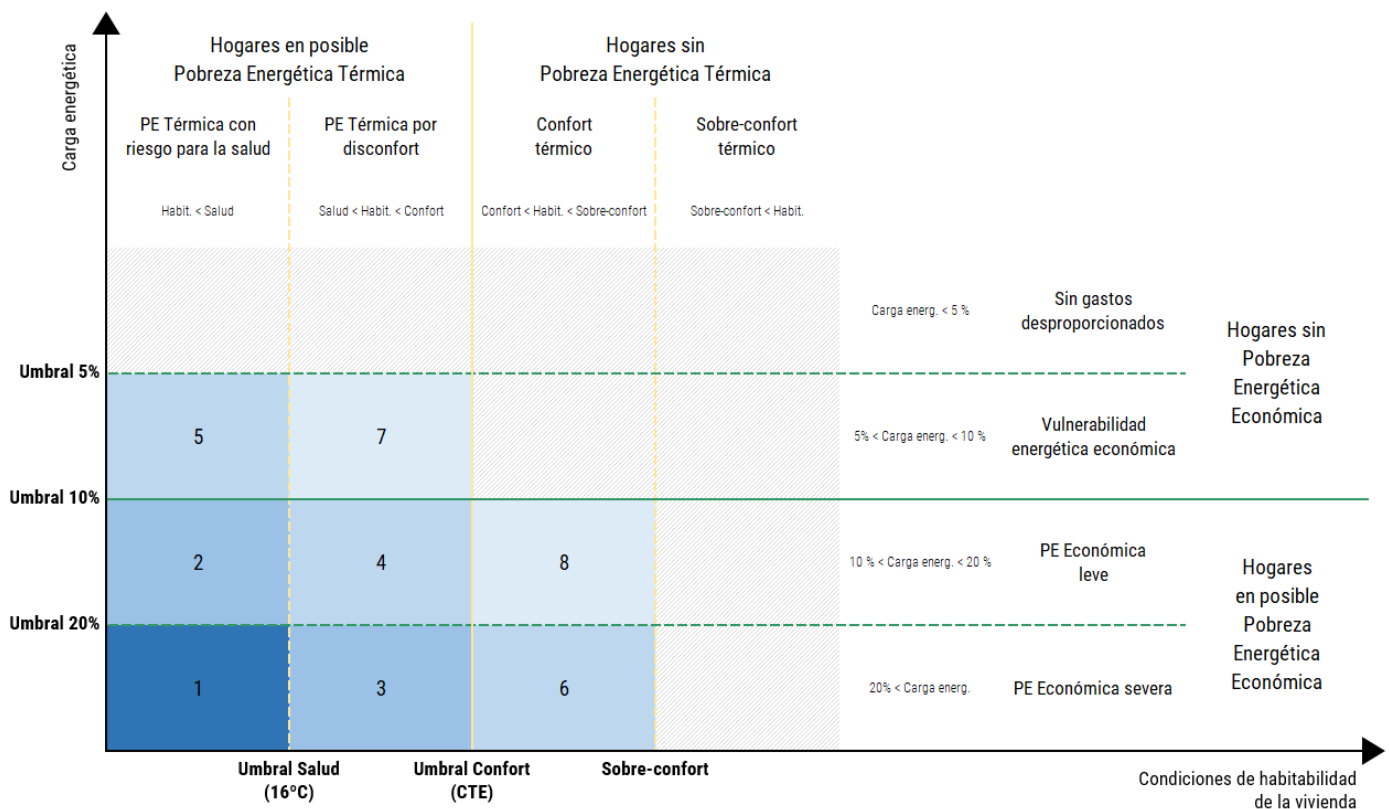 Carga energética
Hogares en posible
Pobreza Energética Térmica
Hogares sin
Pobreza Energética Térmica
PE Térmica con
riesgo para la salud
PE Térmica por
disconfort
Confort
térmico
Sobre-confort
térmico
Habit. < Salud
Salud < Habit. < Confort
Confort < Habit. < Sobre-confort
Sobre-confort < Habit.
Carga energ. < 5 %
Sin gastos
desproporcionados
Hogares sin
Pobreza
Energética
Económica
Umbral 5%
5
7
5% < Carga energ. < 10 %
Vulnerabilidad
energética económica
Umbral 10%
2
4
8
10 % < Carga energ. < 20 %
PE Económica
leve
Hogares
en posible
Pobreza
Energética
Económica
Umbral 20%
1
3
6
20% < Carga energ.
PE Económica severa
Umbral Salud
(16ºC)
Umbral Confort
(CTE)
Sobre-confort
Condiciones de habitabilidad
de la vivienda